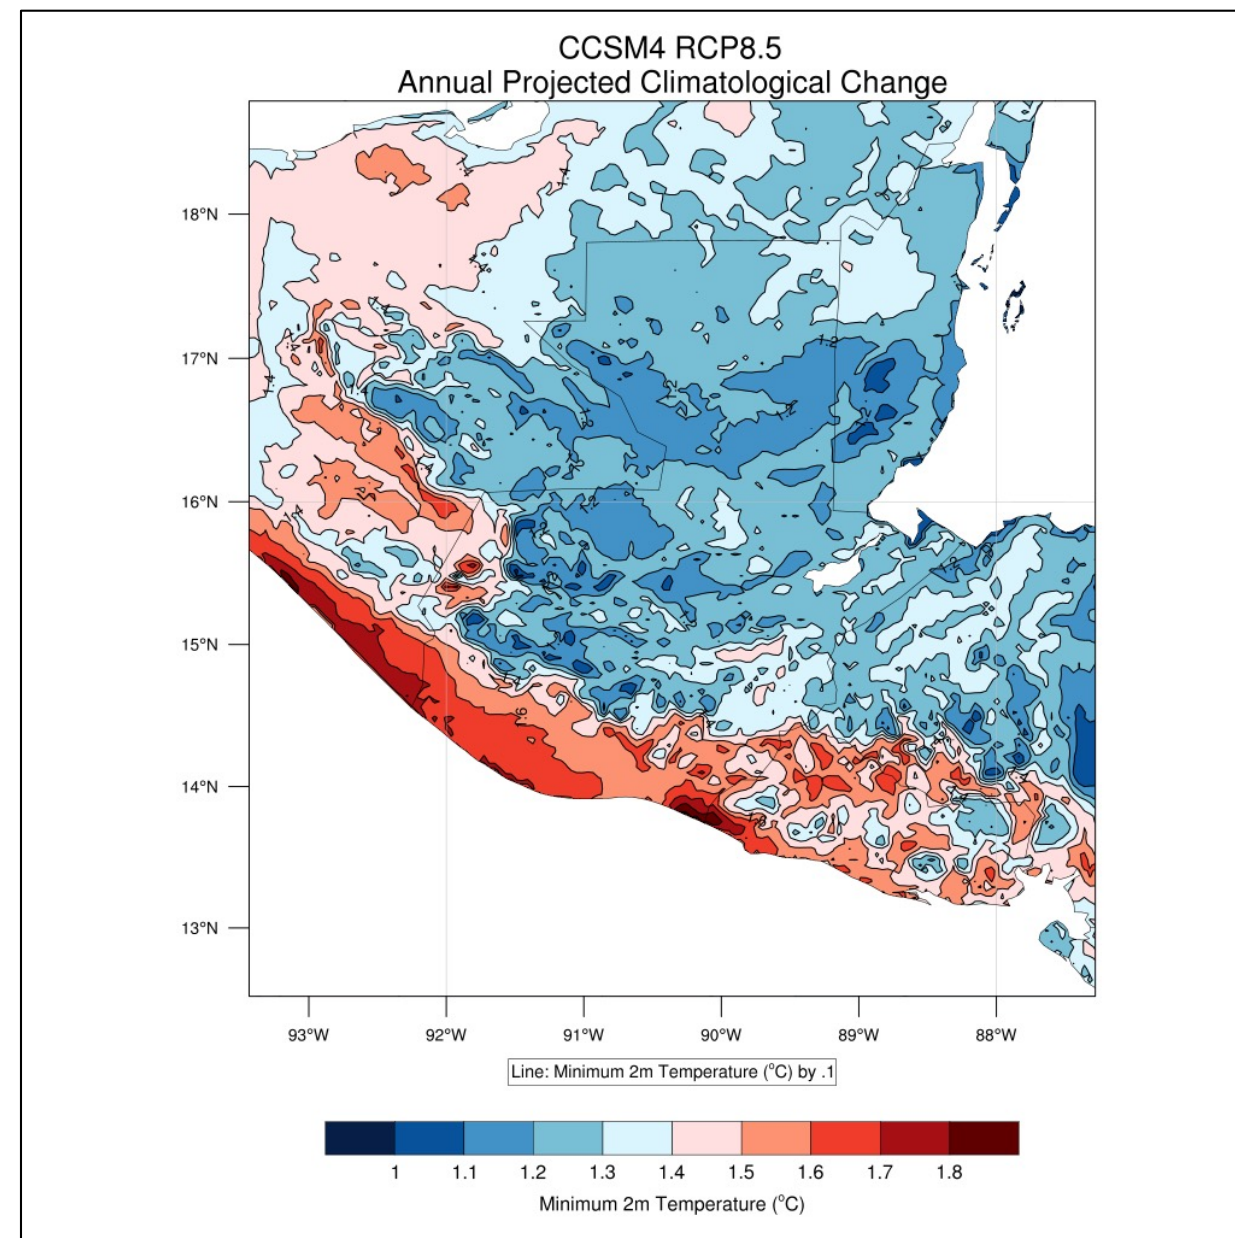 CCSM4 RCP8.5
Annual Projected Climatological Change
18°N
17°N
16°N
15°N
14°N
13°N
93°W 92°W 91°W 90°W 89°W 88°W
Line: Minimum 2m Temperature (°C) by .1
1 1.1 1.2 1.3 1.4 1.5 1.6 1.7 1.8
Minimum 2m Temperature (°C)